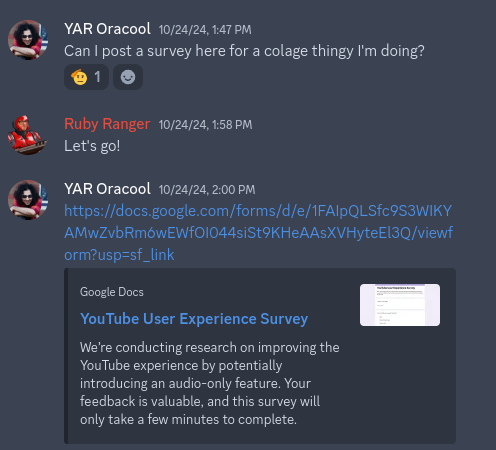 YAR Oracool 10/24/24, 1:47 PM
Can I post a survey here for a colage thingy I'm doing?
1
Ruby Ranger 10/24/24, 1:58 PM
Let's go!
YAR Oracool 10/24/24, 2:00 PM
https://docs.google.com/forms/d/e/1FAIpQLSfc9S3WIKY
AMwZvbRm6wEWfOI044siSt9KHeAAsXVHyteEl3Q/viewf
orm?usp=sf_link
Google Docs
YouTube User Experience Survey
We're conducting research on improving the
YouTube experience by potentially
introducing an audio-only feature. Your
feedback is valuable, and this survey will
only take a few minutes to complete.